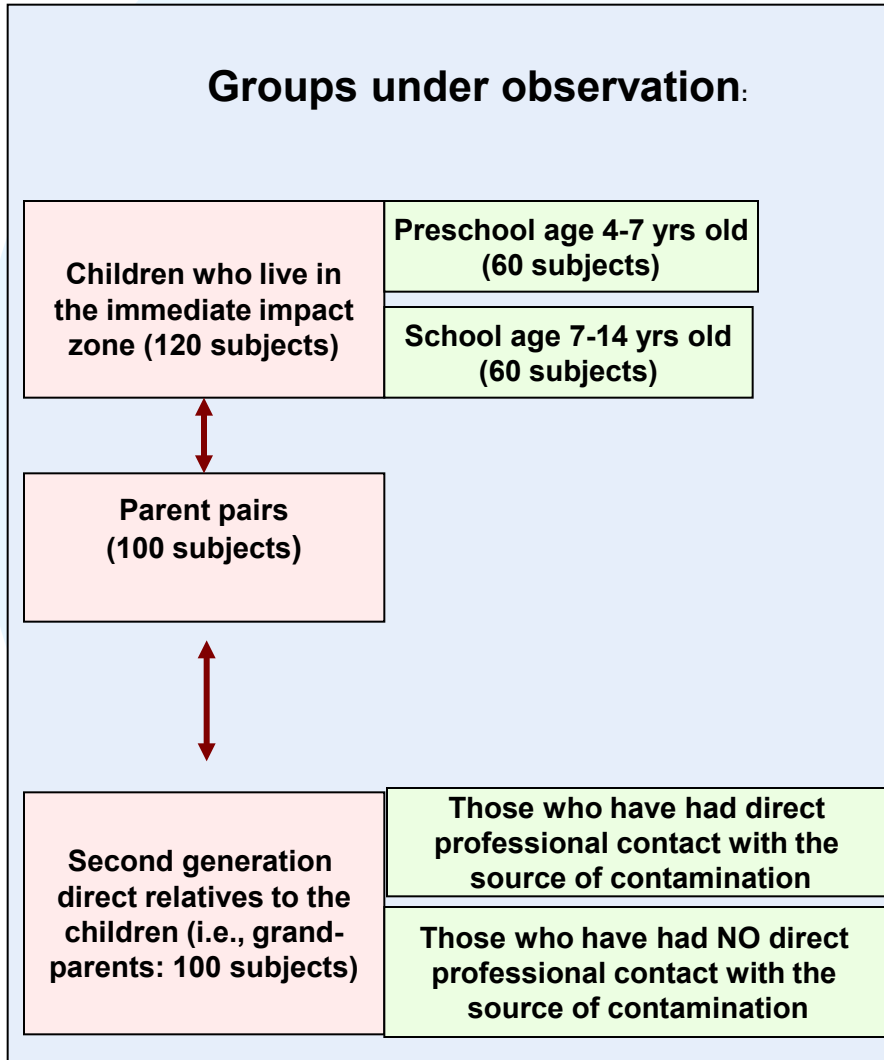 Groups under observation:
Children who live in
the immediate impact
zone (120 subjects)
Preschool age 4-7 yrs old
(60 subjects)
School age 7-14 yrs old
(60 subjects)
Parent pairs
(100 subjects)
Second generation
direct relatives to the
children (i.e., grand-
parents: 100 subjects)
Those who have had direct
professional contact with the
source of contamination
Those who have had NO direct
professional contact with the
source of contamination